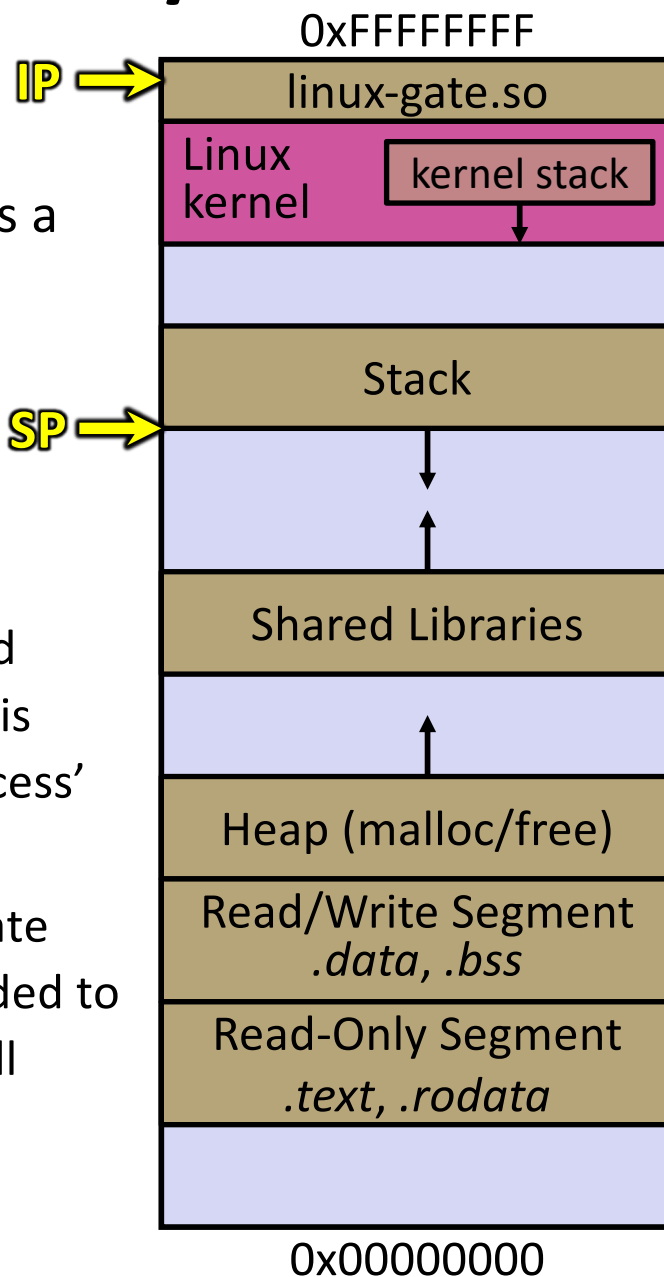 0xFFFFFFFF
IP
linux-gate.so
Linux
kernel
kernel stack
s a
Stack
SP
Shared Libraries
d
is
cess’
Heap (malloc/free)
Read/Write Segment
.data, .bss
ate
ded to
Read-Only Segment
ll
.text, .rodata
0x00000000